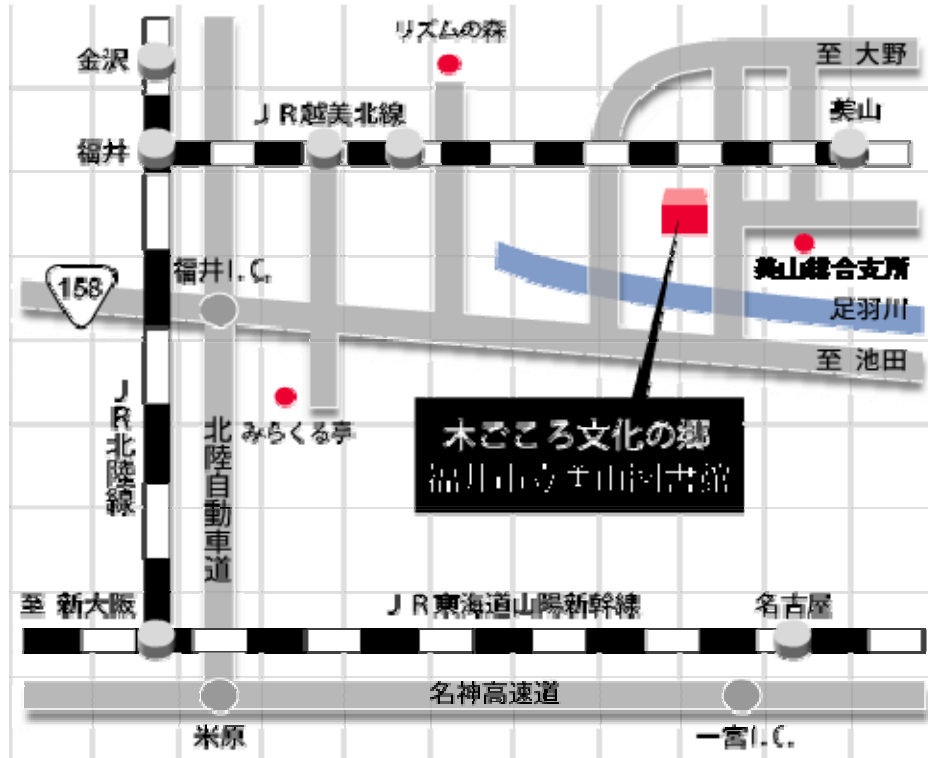 リズムの森
金沢
至 大野
JR越美北線
美山
福井
福井I.C.
158
美山総合支所
足羽川
至 池田
JR北陸線
北陸自動車道
みらくる亭
木ごころ文化の郷
至 新大阪
JR東海道山陽新幹線
名古屋
名神高速道
米原
一宮I.C.